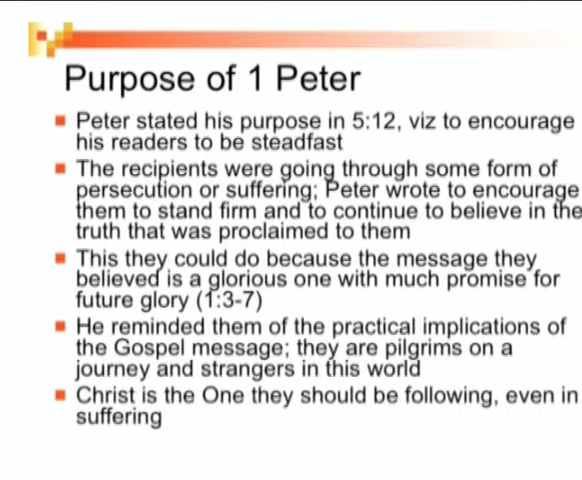 Purpose of 1 Peter
Peter stated his purpose in 5:12, viz to encourage
his readers to be steadfast
The recipients were going through some form of
persecution or suffering; Peter wrote to encourage
them to stand firm and to continue to believe in the
truth that was proclaimed to them
This they could do because the message they
believed is a glorious one with much promise for
future glory (1:3-7)
He reminded them of the practical implications of
the Gospel message; they are pilgrims on a
journey and strangers in this world
Christ is the One they should be following, even in
suffering